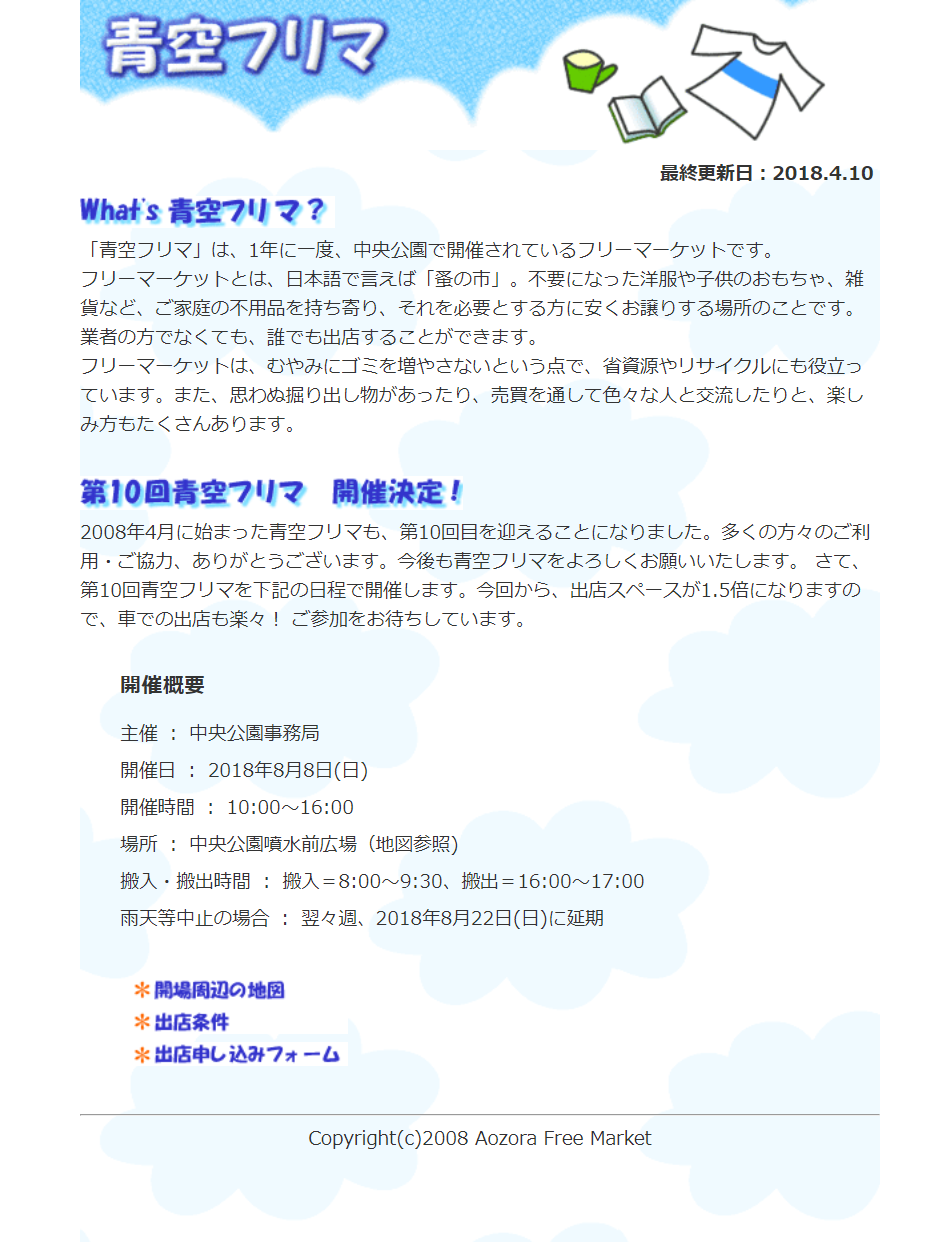 青空フリマ
最終更新日：2018.4.10
What's 青空フリマ？
「青空フリマ」は、1年に一度、中央公園で開催されているフリーマーケットです。
フリーマーケットとは、日本語で言えば「蚤の市」。不要になった洋服や子供のおもちゃ、雑
貨など、ご家庭の不用品を持ち寄り、それを必要とする方に安くお譲りする場所のことです。
業者の方でなくても、誰でも出店することができます。
フリーマーケットは、むやみにゴミを増やさないという点で、省資源やリサイクルにも役立っ
ています。また、思わぬ掘り出し物があったり、売買を通して色々な人と交流したりと、楽し
み方もたくさんあります。
第10回青空フリマ　開催決定！
2008年4月に始まった青空フリマも、第10回目を迎えることになりました。多くの方々のご利
用・ご協力、ありがとうございます。今後も青空フリマをよろしくお願いいたします。 さて、
第10回青空フリマを下記の日程で開催します。今回から、出店スペースが1.5倍になりますの
で、車での出店も楽々！ ご参加をお待ちしています。
開催概要
主催 ： 中央公園事務局
開催日 ： 2018年8月8日(日)
開催時間 ： 10:00～16:00
場所 ： 中央公園噴水前広場（地図参照)
搬入・搬出時間 ： 搬入＝8:00～9:30、搬出＝16:00～17:00
雨天等中止の場合 ： 翌々週、2018年8月22日(日)に延期
＊開場周辺の地図
＊出店条件
＊出店申し込みフォーム
Copyright(c)2008 Aozora Free Market